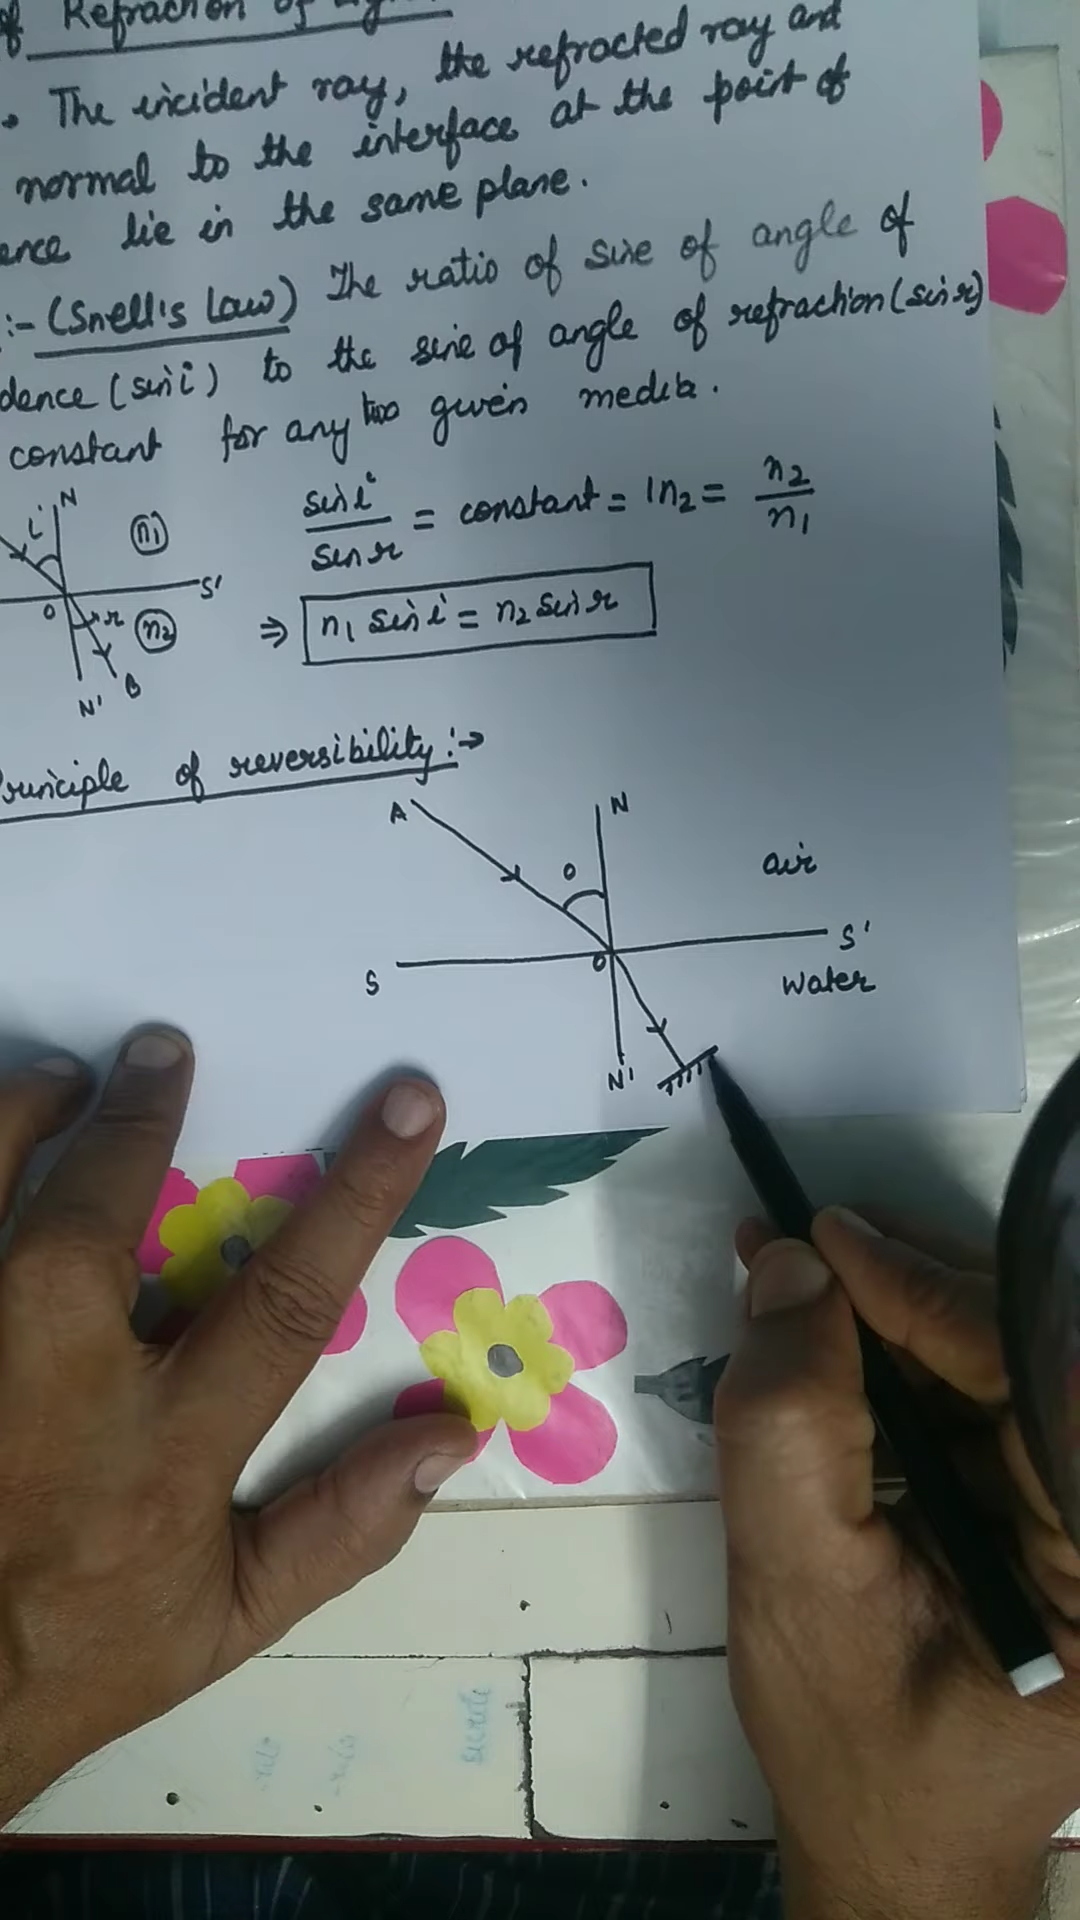 of Refraction of
The incident ray, the refracted ray and
normal to the interface at the point of
ence lie in the same plane.
:- (Snell's Law) The ratio of sine of angle of
dence (sin i) to the sine of angle of refraction (sin r)
constant for any two given media.
sin i / sin r = constant = 1n2 = n2 / n1
⇒ n1 sin i = n2 sin r
N
i
n1
S'
O
r
n2
N'
B
Principle of reversibility :→
A
N
O
air
S
O
S'
Water
N'